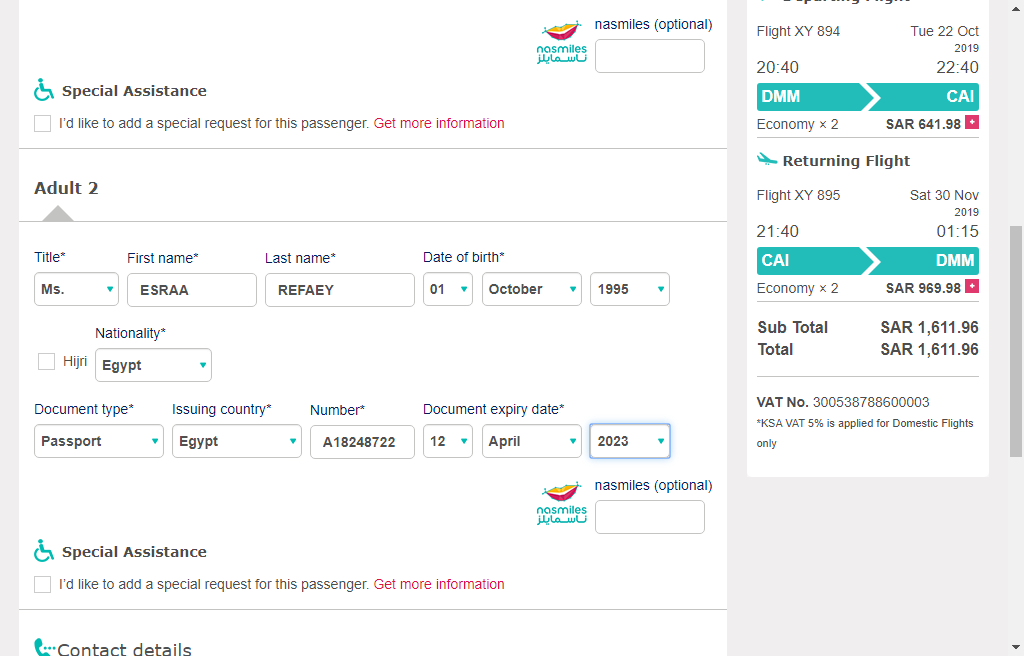 nasmiles (optional)
nasmiles
ناسمايلز
Special Assistance
I'd like to add a special request for this passenger. Get more information
Adult 2
Title* First name* Last name* Date of birth*
Ms. ESRAA REFAEY 01 October 1995
Nationality*
Hijri Egypt
Document type* Issuing country* Number* Document expiry date*
Passport Egypt A18248722 12 April 2023
nasmiles (optional)
nasmiles
ناسمايلز
Special Assistance
I'd like to add a special request for this passenger. Get more information
Contact details
Departing Flight
Flight XY 894 Tue 22 Oct
2019
20:40 22:40
DMM CAI
Economy × 2 SAR 641.98 +
Returning Flight
Flight XY 895 Sat 30 Nov
2019
21:40 01:15
CAI DMM
Economy × 2 SAR 969.98 +
Sub Total SAR 1,611.96
Total SAR 1,611.96
VAT No. 300538788600003
*KSA VAT 5% is applied for Domestic Flights
only